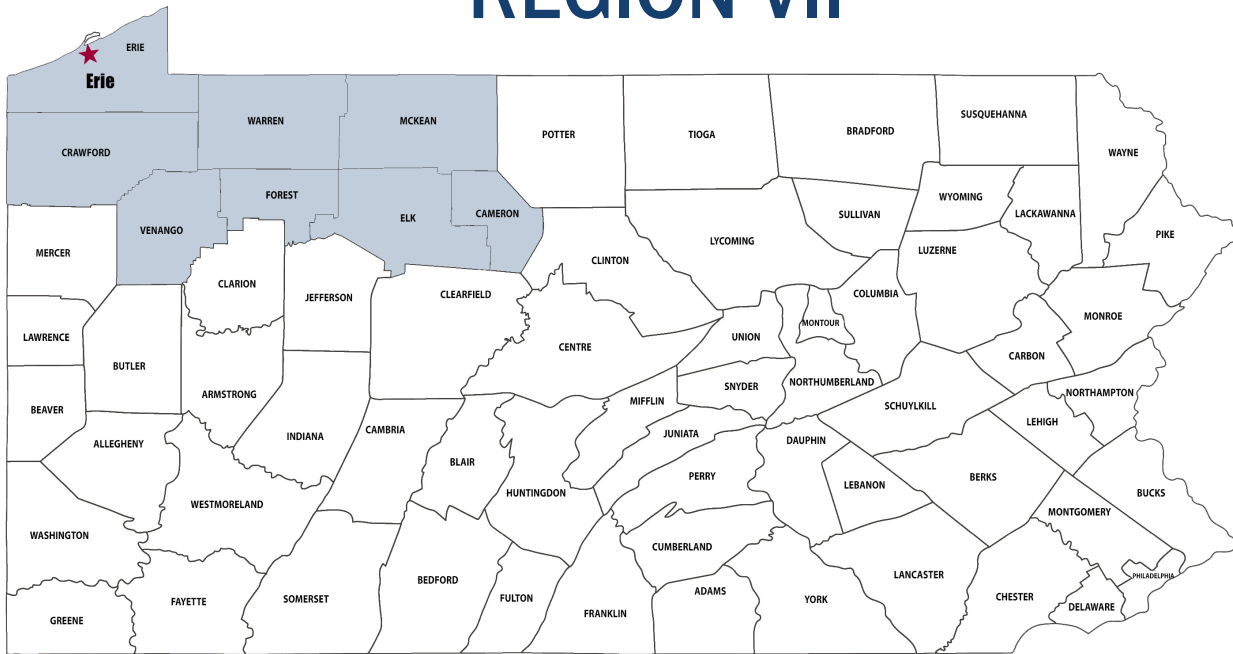 REGION VII
ERIE
Erie
WARREN
MCKEAN
POTTER
TIOGA
BRADFORD
SUSQUEHANNA
WAYNE
CRAWFORD
FOREST
ELK
CAMERON
VENANGO
SULLIVAN
WYOMING
LACKAWANNA
PIKE
MERCER
LYCOMING
LUZERNE
CLINTON
CLARION
JEFFERSON
CLEARFIELD
COLUMBIA
MONTOUR
MONROE
LAWRENCE
UNION
CENTRE
CARBON
BUTLER
ARMSTRONG
SNYDER
NORTHUMBERLAND
NORTHAMPTON
BEAVER
MIFFLIN
SCHUYLKILL
LEHIGH
ALLEGHENY
INDIANA
CAMBRIA
JUNIATA
DAUPHIN
BLAIR
PERRY
LEBANON
BERKS
HUNTINGDON
BUCKS
WESTMORELAND
MONTGOMERY
WASHINGTON
CUMBERLAND
LANCASTER
PHILADELPHIA
BEDFORD
FULTON
ADAMS
YORK
CHESTER
DELAWARE
FAYETTE
SOMERSET
FRANKLIN
GREENE